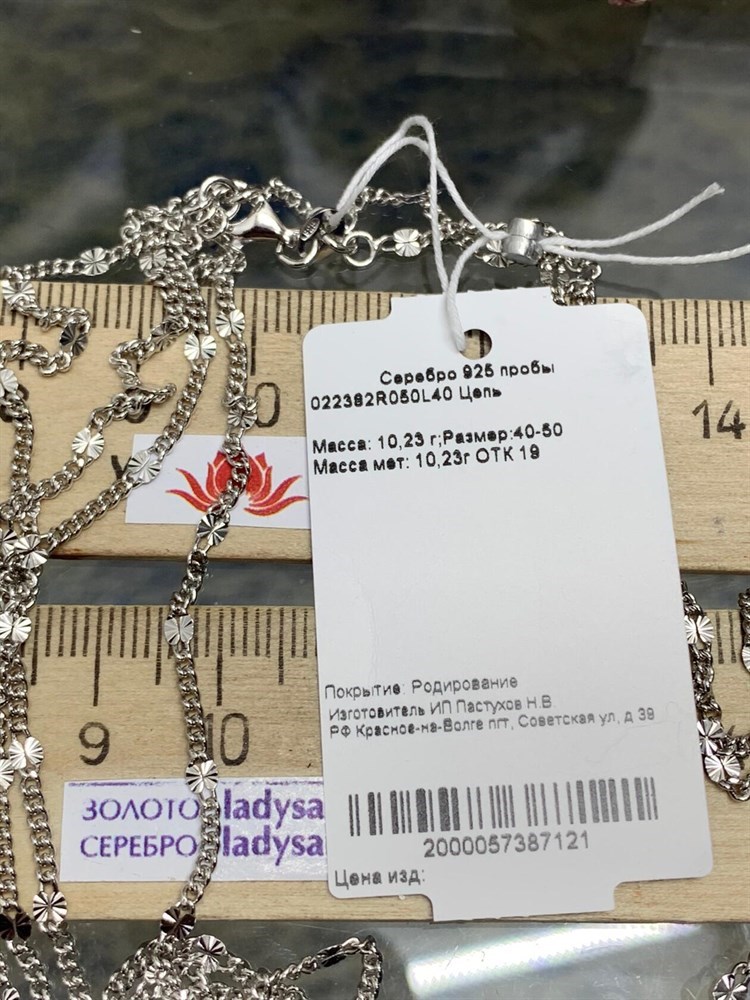 Серебро 925 пробы
022392R050L40 Цепь
Масса: 10,23 г;Размер:40-50
Масса мет: 10,23г ОТК 19
Покрытие: Родирование
Изготовитель ИП Пастухов Н.В.
РФ Красное-на-Волге пгт, Советская ул, д 39
2000057387121
Цена изд:
14
9 10
ЗОЛОТО ladysa
СЕРЕБРО ladysa